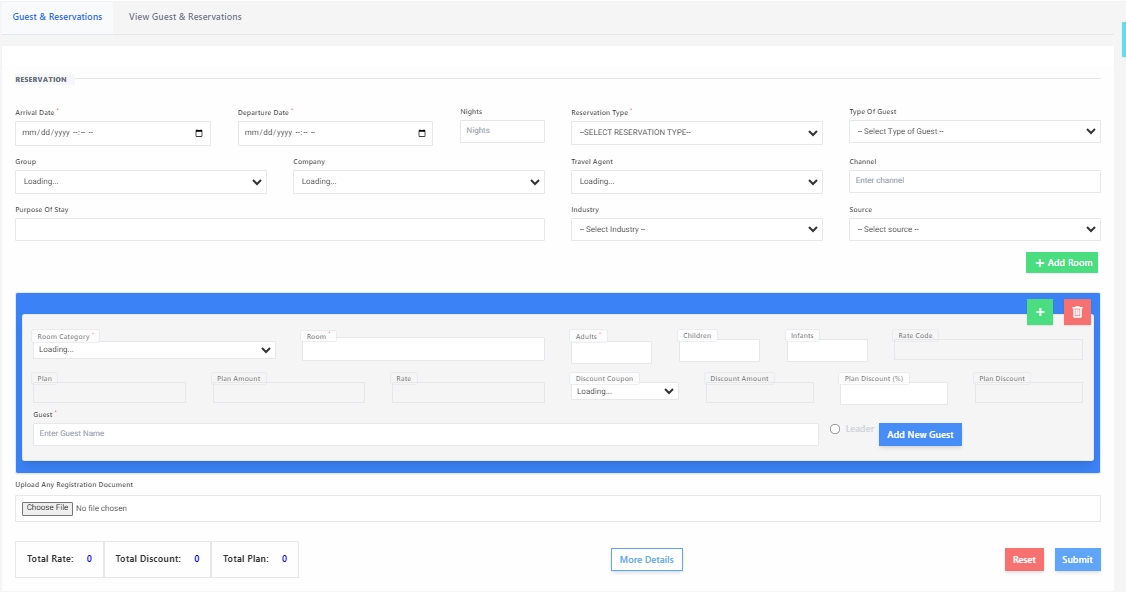 Guest & Reservations View Guest & Reservations
RESERVATION
Arrival Date * Departure Date * Nights Reservation Type * Type Of Guest
mm/dd/yyyy --:-- -- mm/dd/yyyy --:-- -- Nights --SELECT RESERVATION TYPE-- -- Select Type of Guest --
Group Company Travel Agent Channel
Loading... Loading... Loading... Enter channel
Purpose Of Stay Industry Source
-- Select Industry -- -- Select source --
+ Add Room
+
Room Category * Room * Adults * Children Infants Rate Code
Loading...
Plan Plan Amount Rate Discount Coupon Discount Amount Plan Discount (%) Plan Discount
Loading...
Guest *
Enter Guest Name Leader Add New Guest
Upload Any Registration Document
Choose File No file chosen
Total Rate: 0 Total Discount: 0 Total Plan: 0 More Details Reset Submit